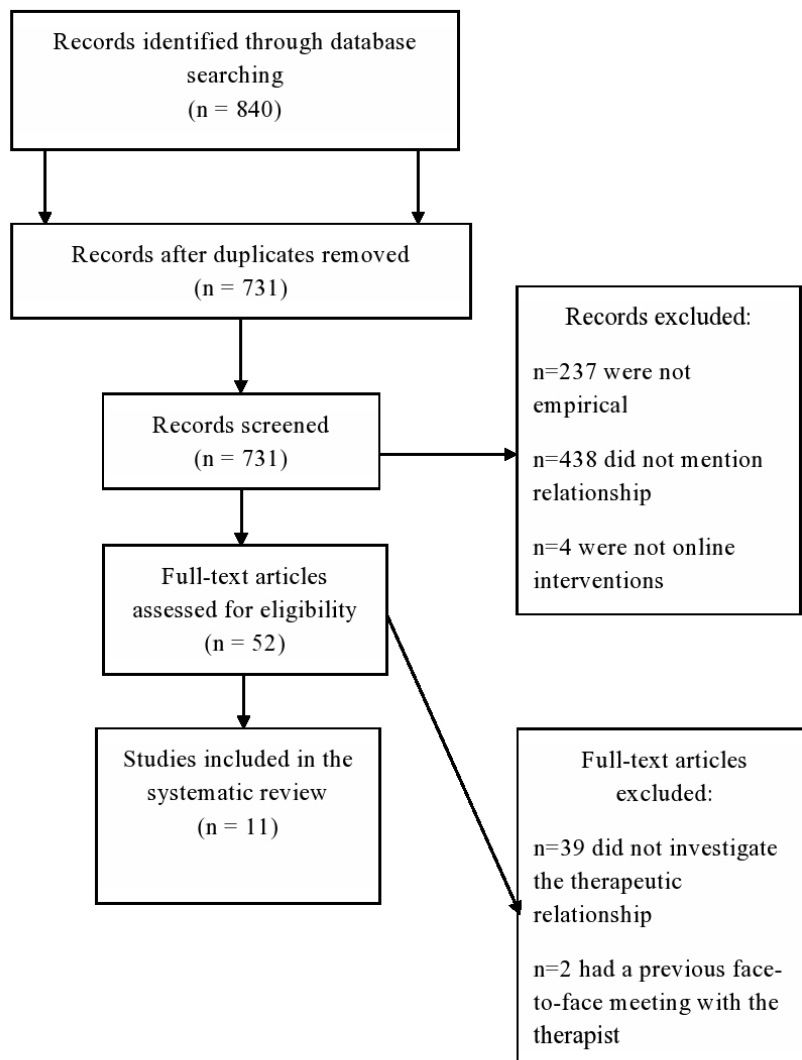 Records identified through database
searching
(n = 840)
Records after duplicates removed
(n = 731)
Records screened
(n = 731)
Records excluded:
n=237 were not
empirical
n=438 did not mention
relationship
n=4 were not online
interventions
Full-text articles
assessed for eligibility
(n = 52)
Studies included in the
systematic review
(n = 11)
Full-text articles
excluded:
n=39 did not investigate
the therapeutic
relationship
n=2 had a previous face-
to-face meeting with the
therapist